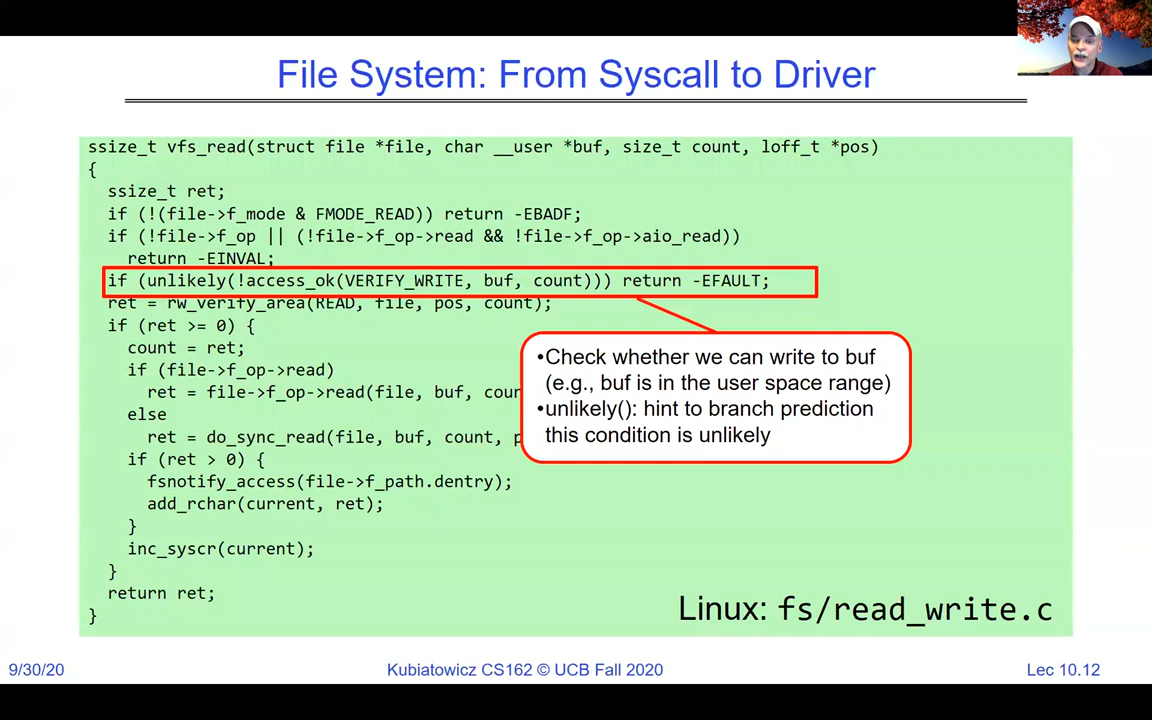 File System: From Syscall to Driver
ssize_t vfs_read(struct file *file, char __user *buf, size_t count, loff_t *pos)
{
ssize_t ret;
if (!(file->f_mode & FMODE_READ)) return -EBADF;
if (!file->f_op || (!file->f_op->read && !file->f_op->aio_read))
return -EINVAL;
if (unlikely(!access_ok(VERIFY_WRITE, buf, count))) return -EFAULT;
ret = rw_verify_area(READ, file, pos, count);
if (ret >= 0) {
count = ret;
if (file->f_op->read)
ret = file->f_op->read(file, buf, coun
else
ret = do_sync_read(file, buf, count, p
if (ret > 0) {
fsnotify_access(file->f_path.dentry);
add_rchar(current, ret);
}
inc_syscr(current);
}
return ret;
}
•Check whether we can write to buf
(e.g., buf is in the user space range)
•unlikely(): hint to branch prediction
this condition is unlikely
Linux: fs/read_write.c
9/30/20
Kubiatowicz CS162 © UCB Fall 2020
Lec 10.12